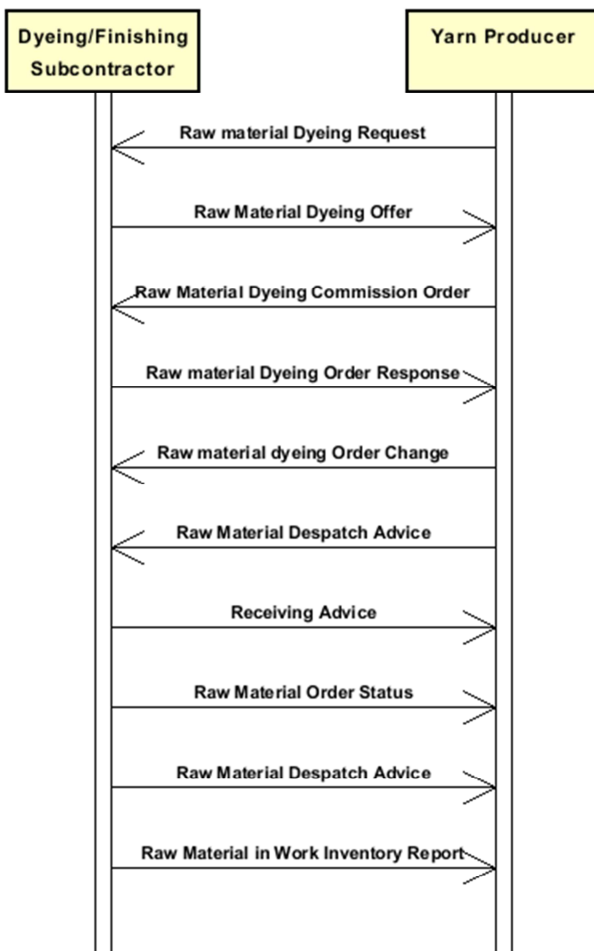 Dyeing/Finishing
Subcontractor
Yarn Producer
Raw material Dyeing Request
Raw Material Dyeing Offer
Raw Material Dyeing Commission Order
Raw material Dyeing Order Response
Raw material dyeing Order Change
Raw Material Despatch Advice
Receiving Advice
Raw Material Order Status
Raw Material Despatch Advice
Raw Material in Work Inventory Report